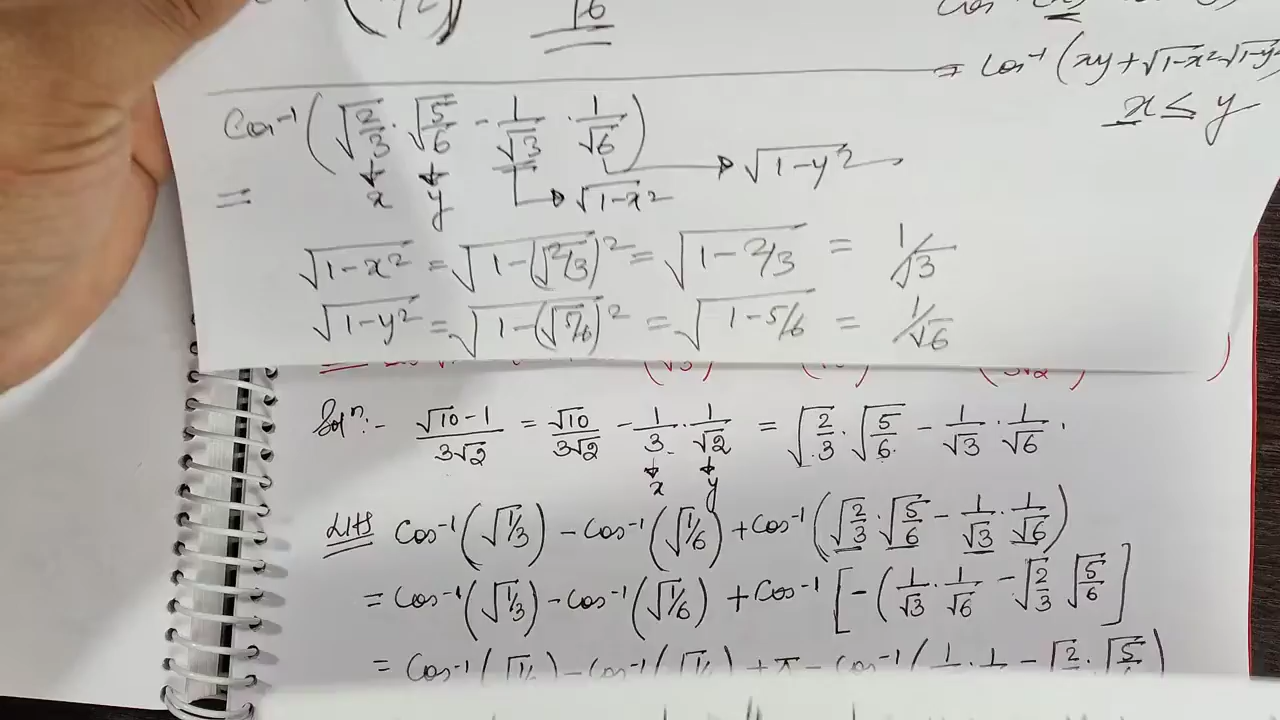 16
= Cos⁻¹ (xy + √1-x² √1-y²
x ≤ y
Cos⁻¹ (√2/3 · √5/6 - 1/√3 · 1/√6)
→ √1-y²
= x y → √1-x²
√1-x² = √1-(√2/3)² = √1-2/3 = 1/√3
√1-y² = √1-(√5/6)² = √1-5/6 = 1/√6
Solⁿ:- √10-1/3√2 = √10/3√2 - 1/3 · 1/√2 = √2/3 · √5/6 - 1/√3 · 1/√6 .
x y
LHS Cos⁻¹(√1/3) - Cos⁻¹(√1/6) + Cos⁻¹(√2/3 · √5/6 - 1/√3 · 1/√6)
= Cos⁻¹(√1/3) - Cos⁻¹(√1/6) + Cos⁻¹ [-(1/√3 · 1/√6 - √2/3 √5/6]